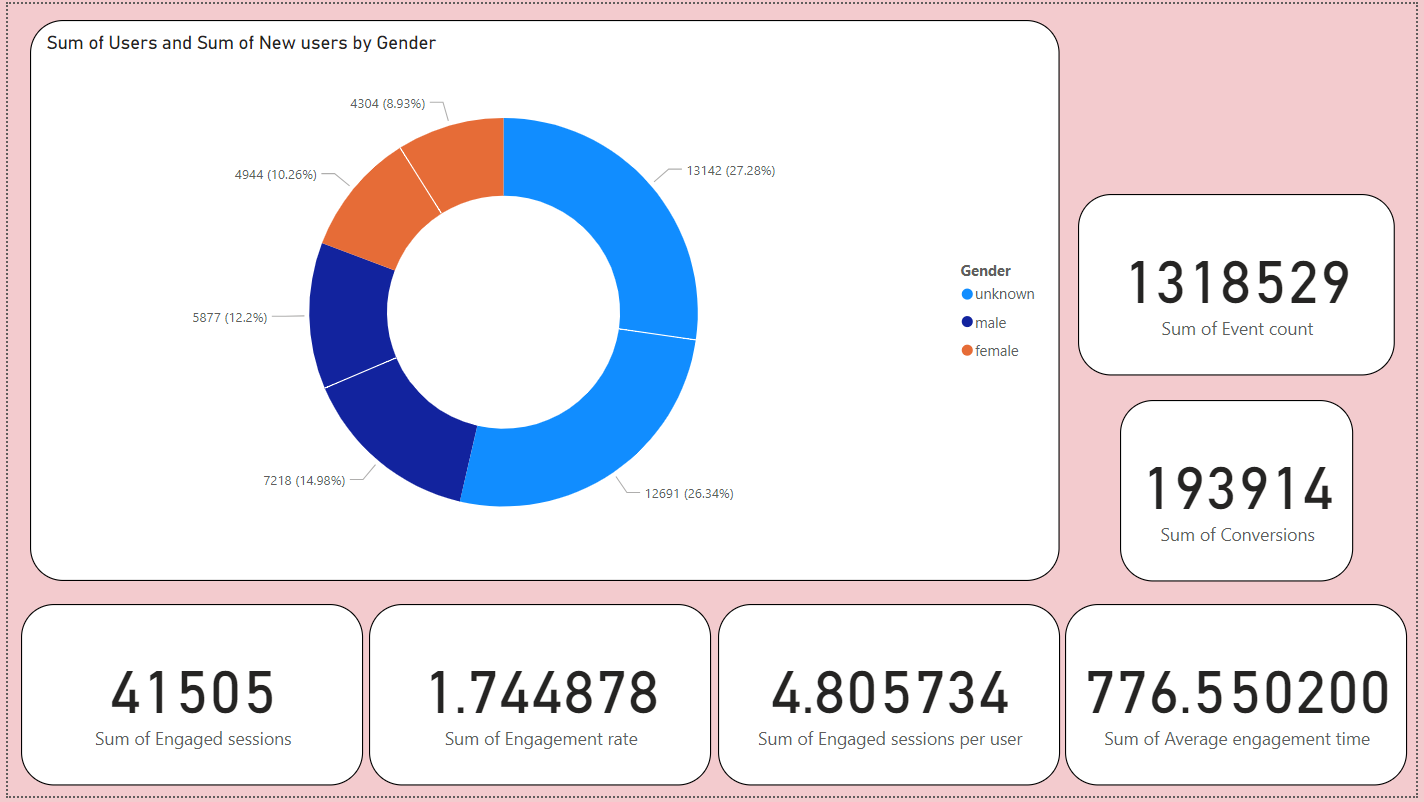 Sum of Users and Sum of New users by Gender
4304 (8.93%)
13142 (27.28%)
4944 (10.26%)
5877 (12.2%)
7218 (14.98%)
12691 (26.34%)
Gender
unknown
male
female
1318529
Sum of Event count
193914
Sum of Conversions
41505
Sum of Engaged sessions
1.744878
Sum of Engagement rate
4.805734
Sum of Engaged sessions per user
776.550200
Sum of Average engagement time